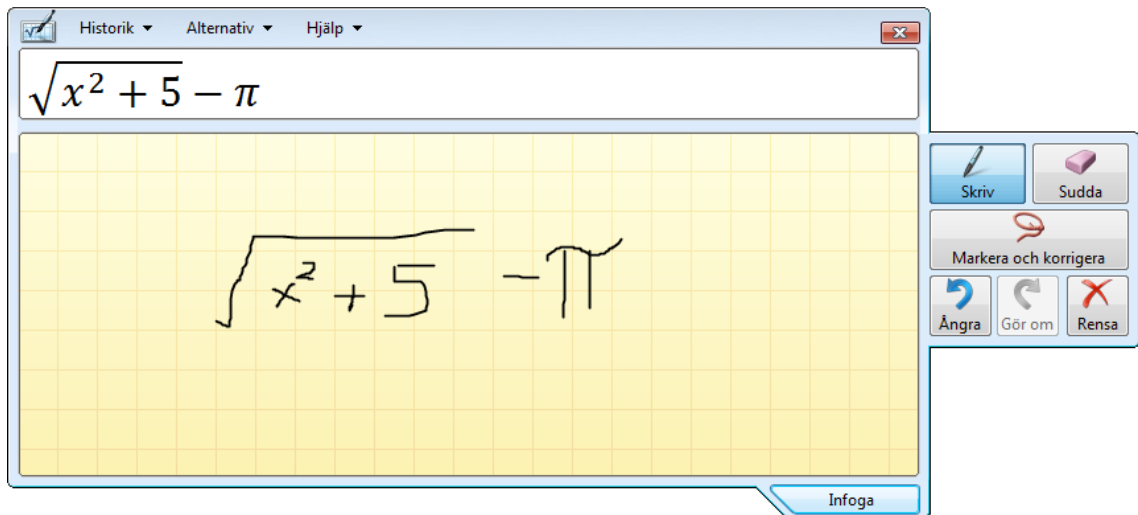 Historik Alternativ Hjälp
√(x² + 5) − π
√(x² + 5) − π
Skriv Sudda
Markera och korrigera
Ångra Gör om Rensa
Infoga